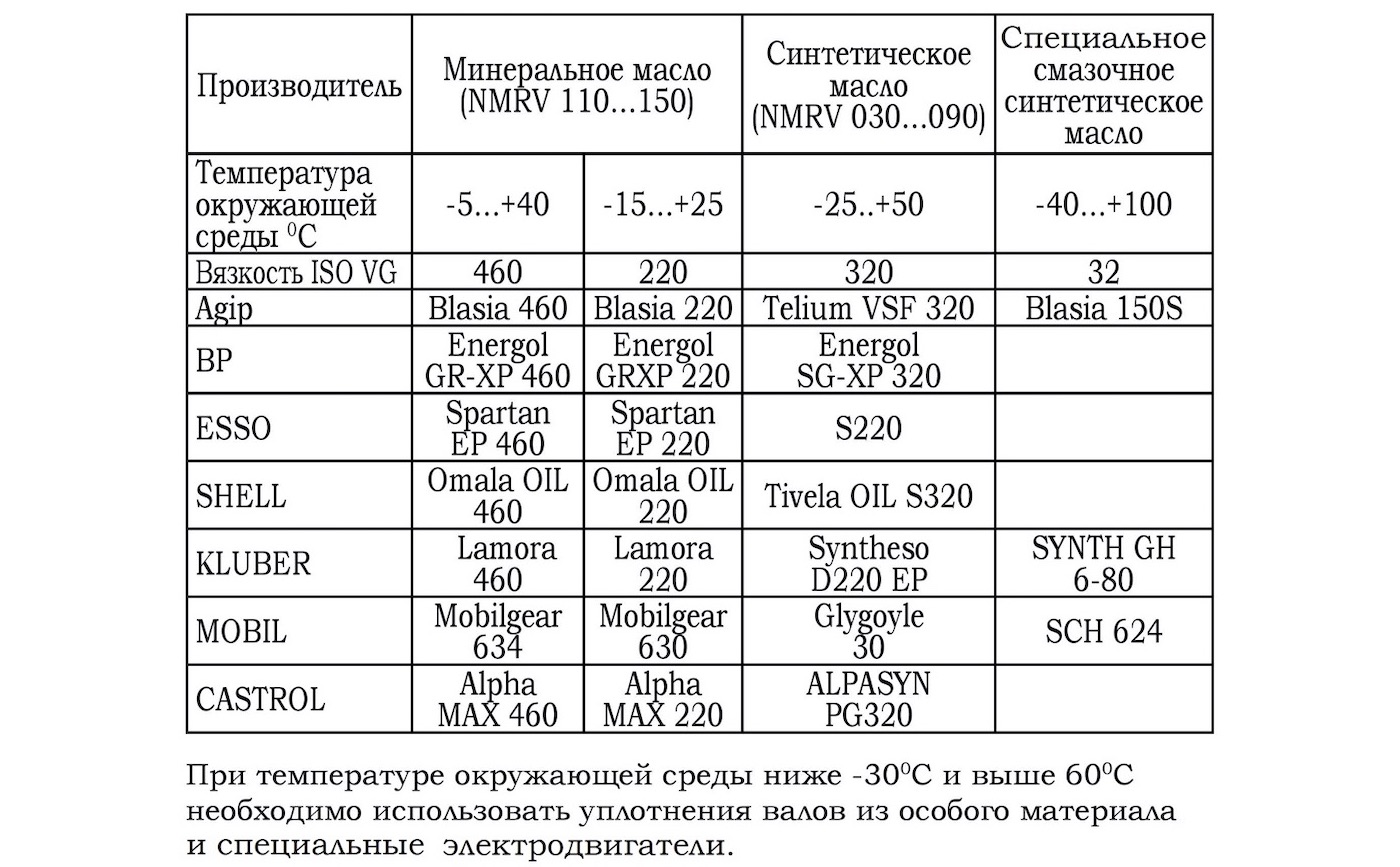 Производитель
Минеральное масло
(NMRV 110...150)
Синтетическое
масло
(NMRV 030...090)
Специальное
смазочное
синтетическое
масло
Температура
окружающей
среды ⁰С
-5...+40
-15...+25
-25..+50
-40...+100
Вязкость ISO VG
460
220
320
32
Agip
Blasia 460
Blasia 220
Telium VSF 320
Blasia 150S
BP
Energol
GR-XP 460
Energol
GRXP 220
Energol
SG-XP 320
ESSO
Spartan
EP 460
Spartan
EP 220
S220
SHELL
Omala OIL
460
Omala OIL
220
Tivela OIL S320
KLUBER
Lamora
460
Lamora
220
Syntheso
D220 EP
SYNTH GH
6-80
MOBIL
Mobilgear
634
Mobilgear
630
Glygoyle
30
SCH 624
CASTROL
Alpha
MAX 460
Alpha
MAX 220
ALPASYN
PG320
При температуре окружающей среды ниже -30⁰С и выше 60⁰С
необходимо использовать уплотнения валов из особого материала
и специальные электродвигатели.